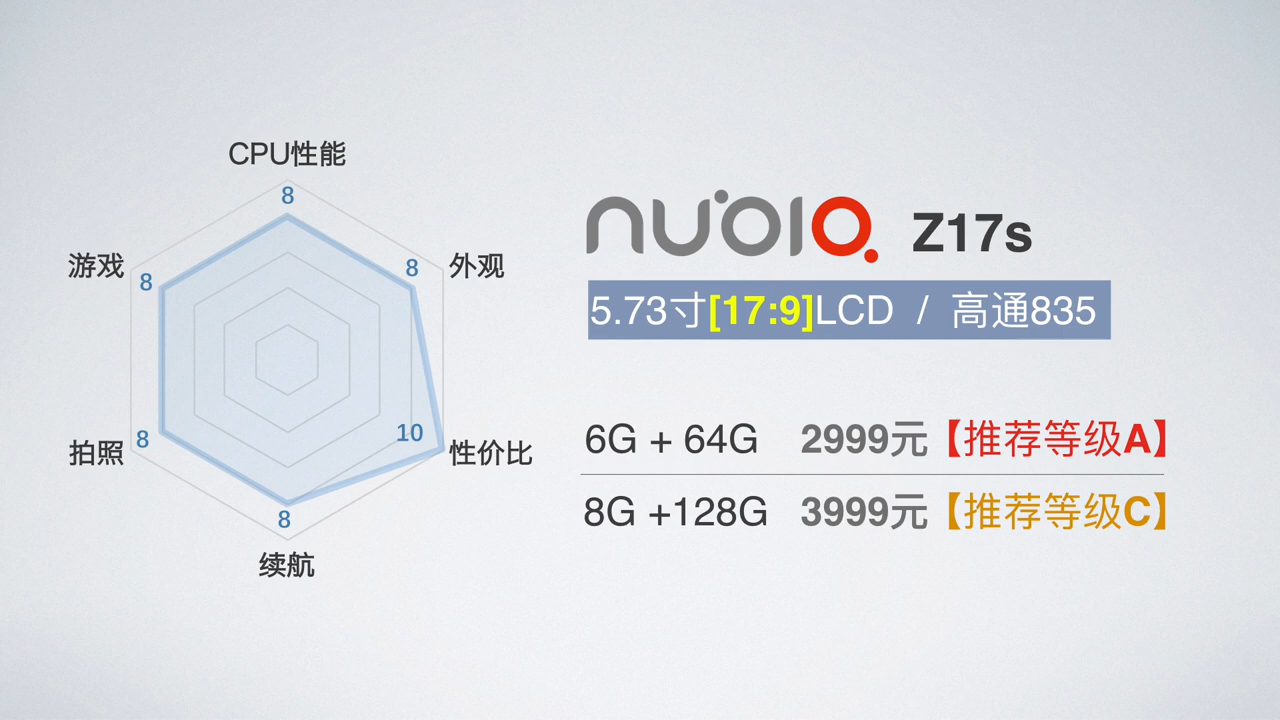 CPU性能
8
游戏
8
8
外观
拍照
8
10
性价比
8
续航
nubia Z17s
5.73寸[17:9]LCD / 高通835
6G + 64G 2999元【推荐等级A】
8G +128G 3999元【推荐等级C】